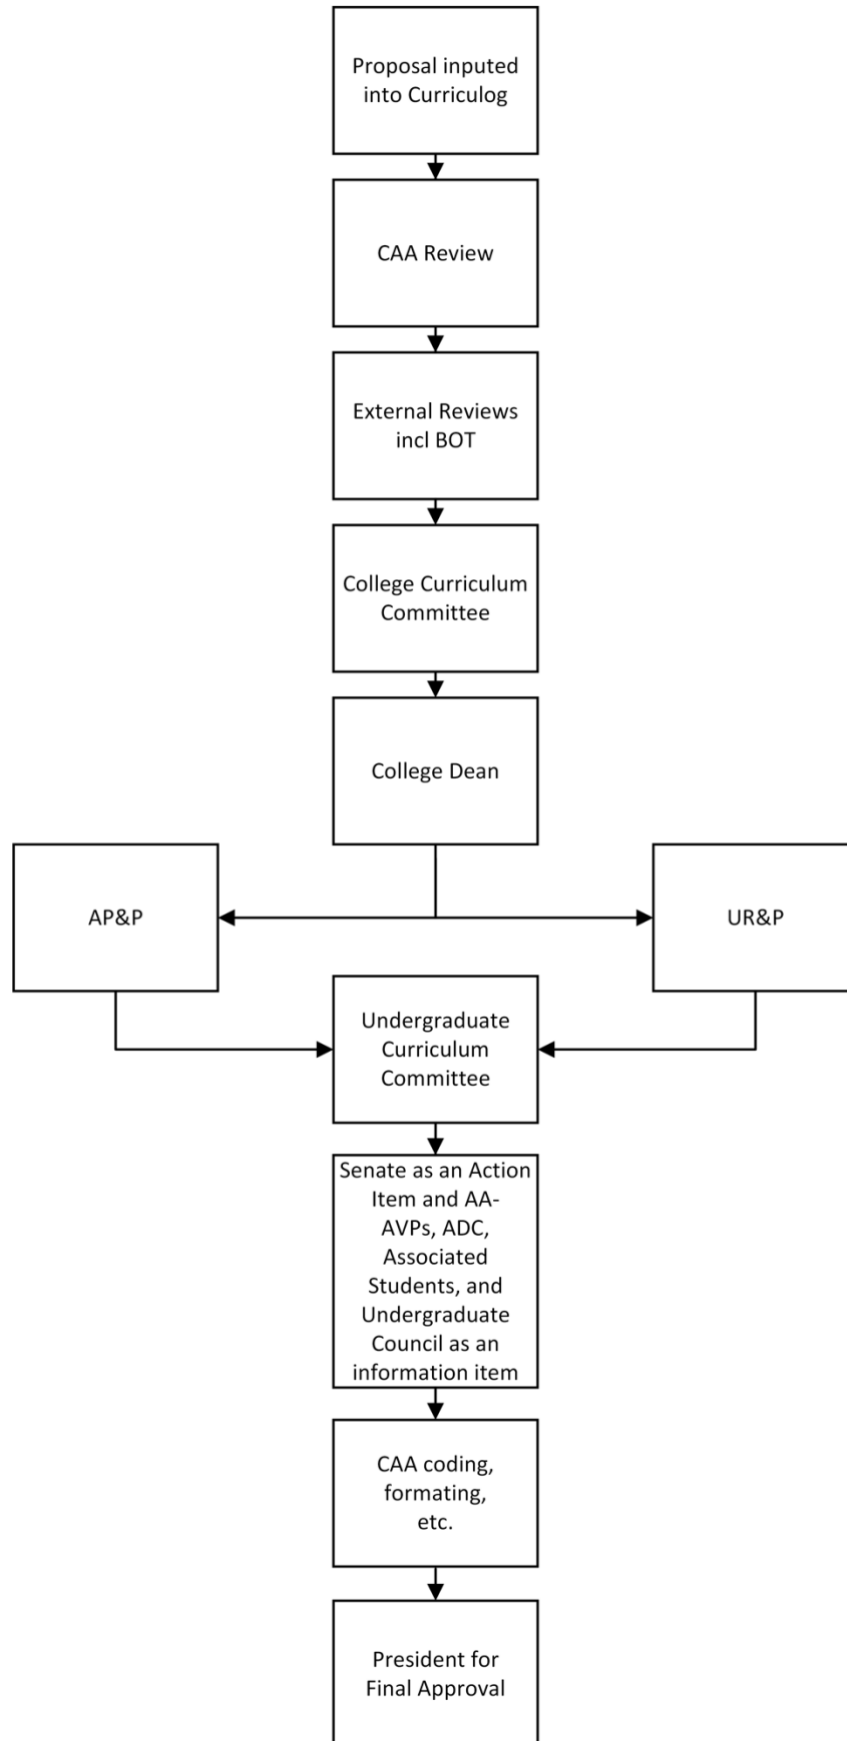 Proposal inputed
into Curriculog
CAA Review
External Reviews
incl BOT
College Curriculum
Committee
College Dean
AP&P
UR&P
Undergraduate
Curriculum
Committee
Senate as an Action
Item and AA-
AVPs, ADC,
Associated
Students, and
Undergraduate
Council as an
information item
CAA coding,
formating,
etc.
President for
Final Approval